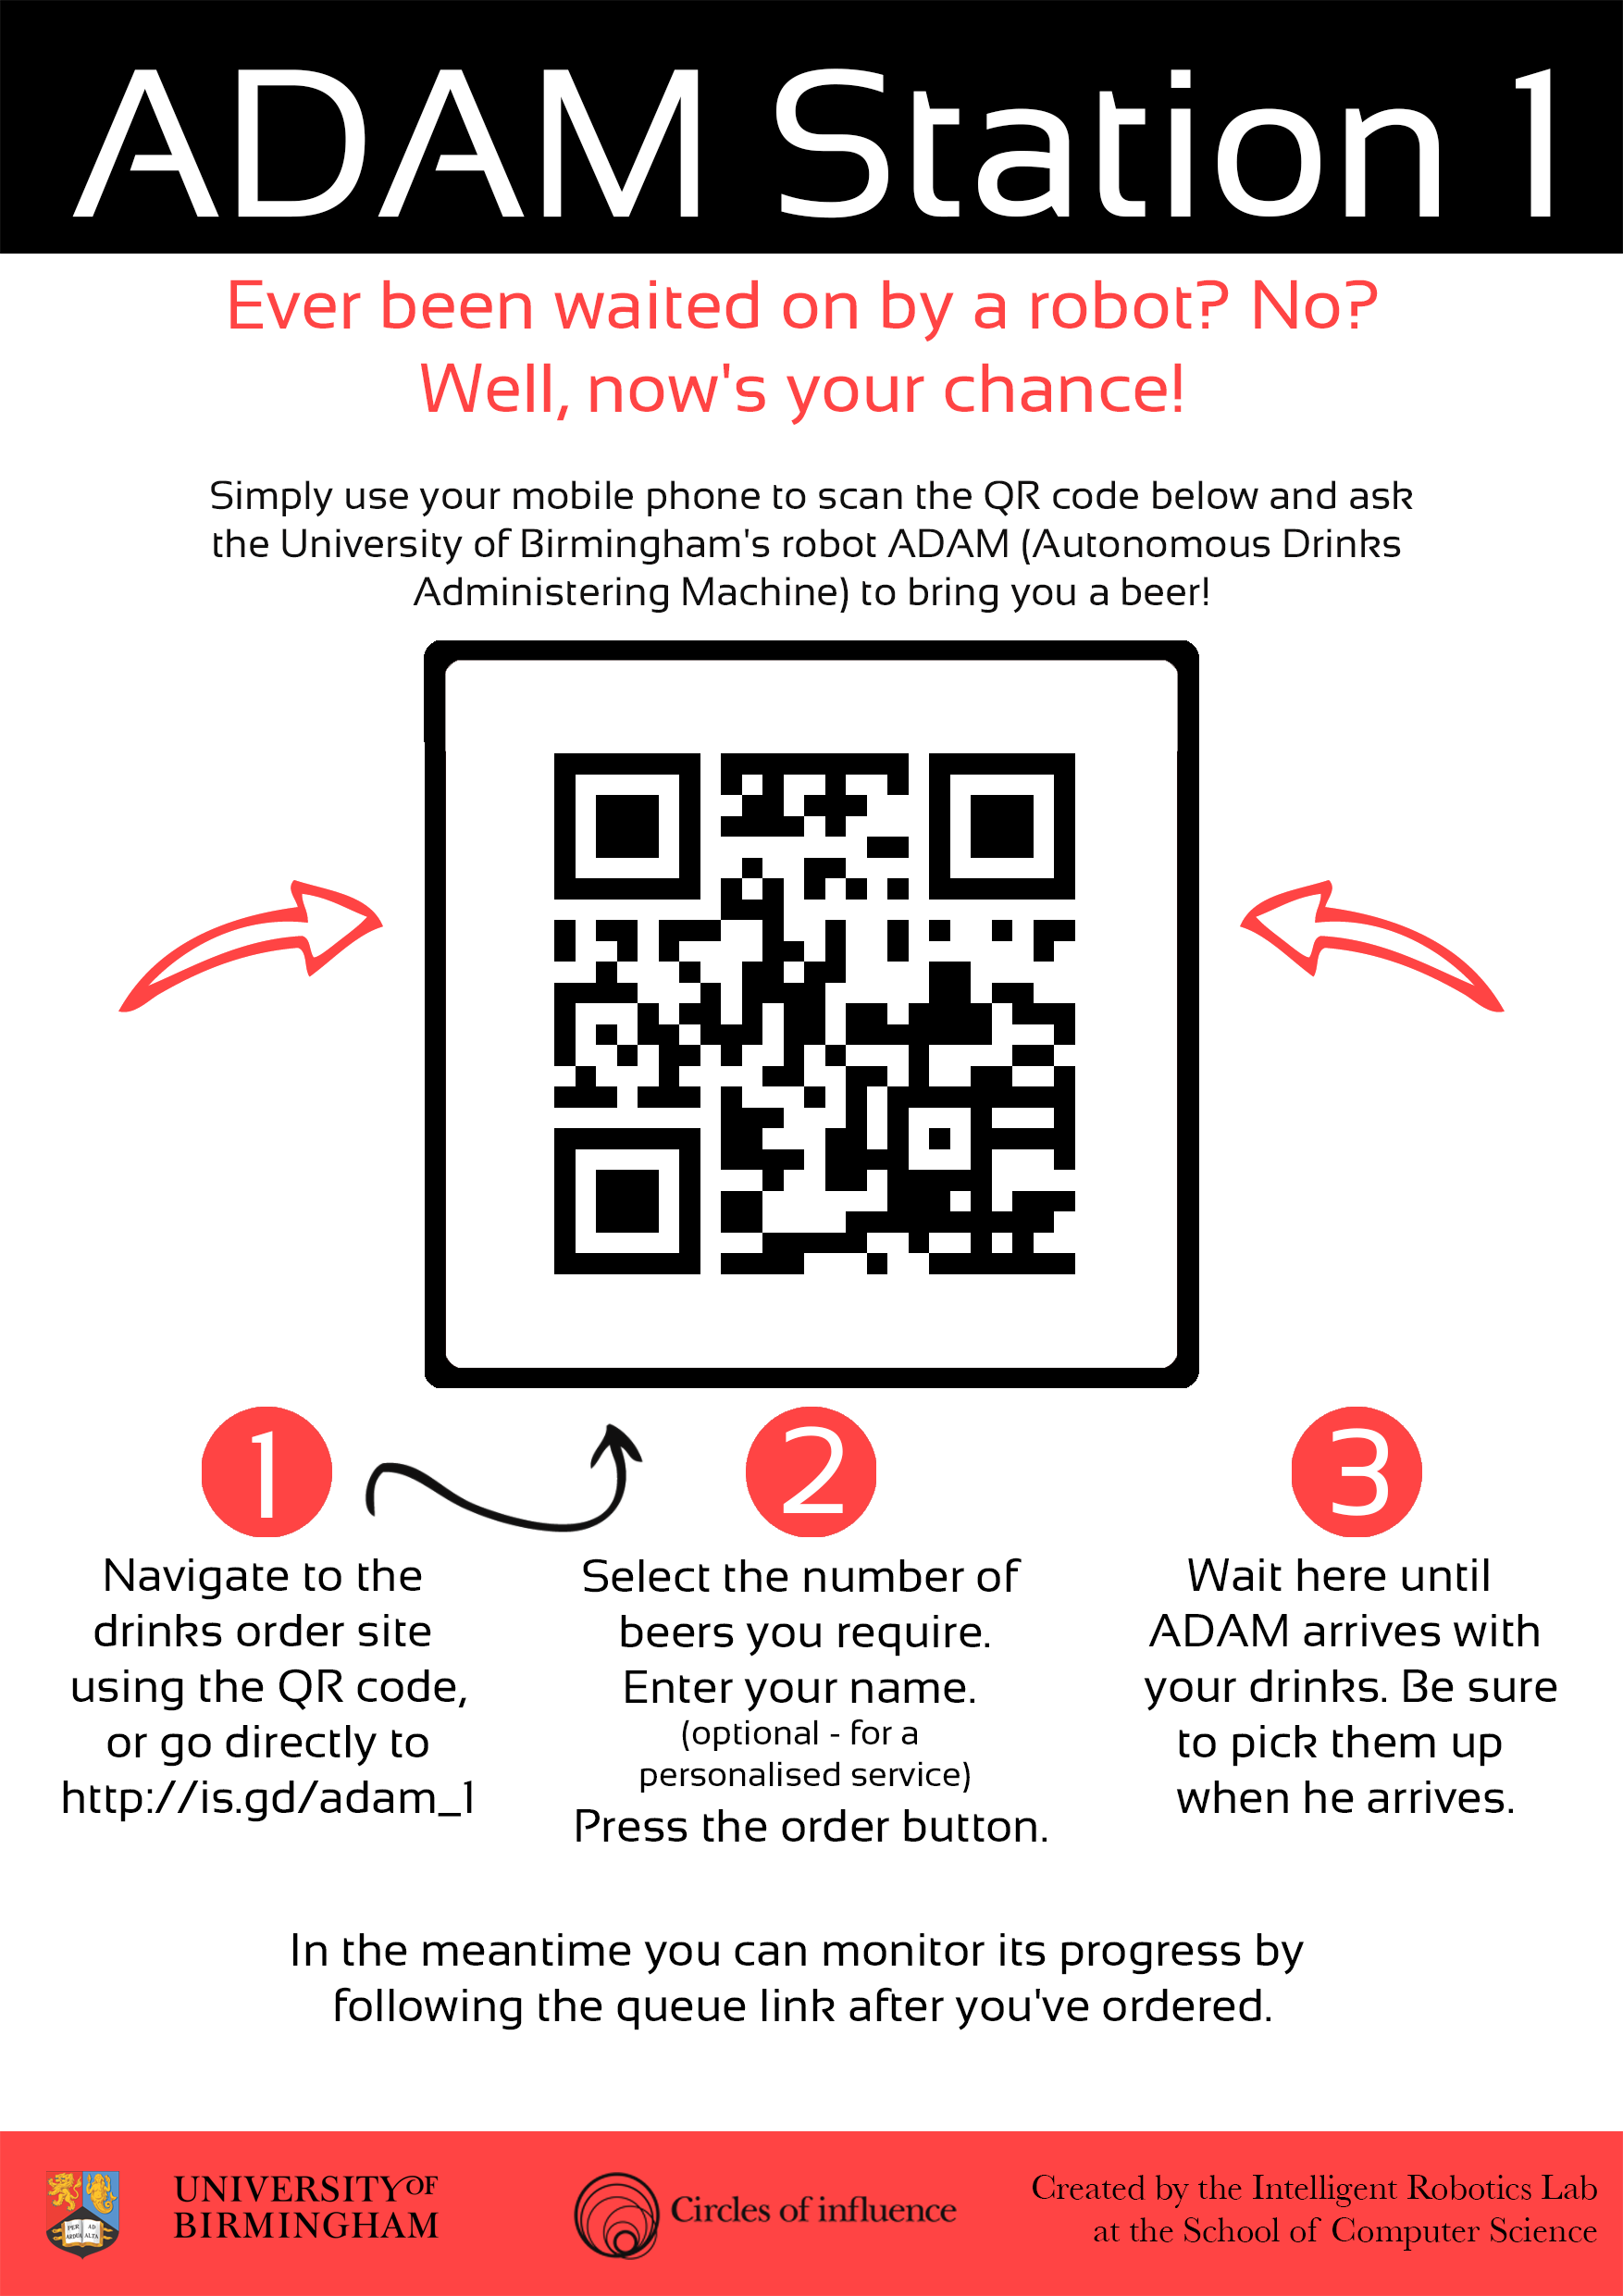 ADAM Station 1
Ever been waited on by a robot? No?
Well, now's your chance!
Simply use your mobile phone to scan the QR code below and ask
the University of Birmingham's robot ADAM (Autonomous Drinks
Administering Machine) to bring you a beer!
1
Navigate to the
drinks order site
using the QR code,
or go directly to
http://is.gd/adam_1
2
Select the number of
beers you require.
Enter your name.
(optional - for a
personalised service)
Press the order button.
3
Wait here until
ADAM arrives with
your drinks. Be sure
to pick them up
when he arrives.
In the meantime you can monitor its progress by
following the queue link after you've ordered.
PER AD
ARDUA ALTA
UNIVERSITY OF
BIRMINGHAM
Circles of influence
Created by the Intelligent Robotics Lab
at the School of Computer Science